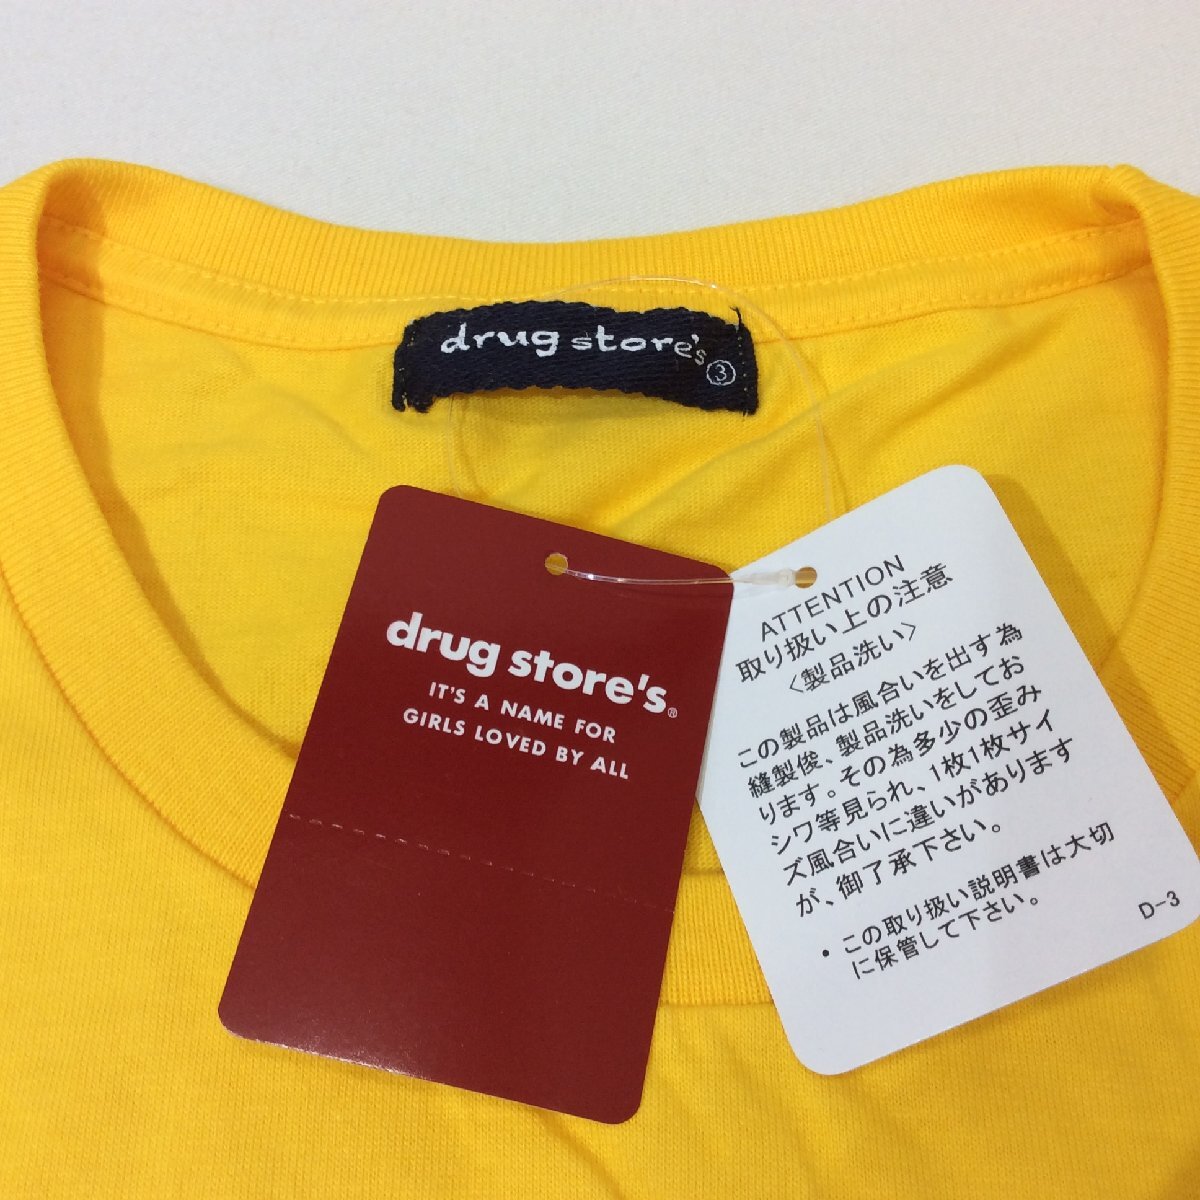 drug store's
3
drug store's®
IT'S A NAME FOR
GIRLS LOVED BY ALL
ATTENTION
取り扱い上の注意
<製品洗い>
この製品は風合いを出す為
縫製俊、製品洗いをしてお
ります。その為多少の歪み
シワ等見られ、1枚1枚サイ
ズ風合いに違いがあります
が、御了承下さい。
・この取り扱い説明書は大切
に保管して下さい。
D-3